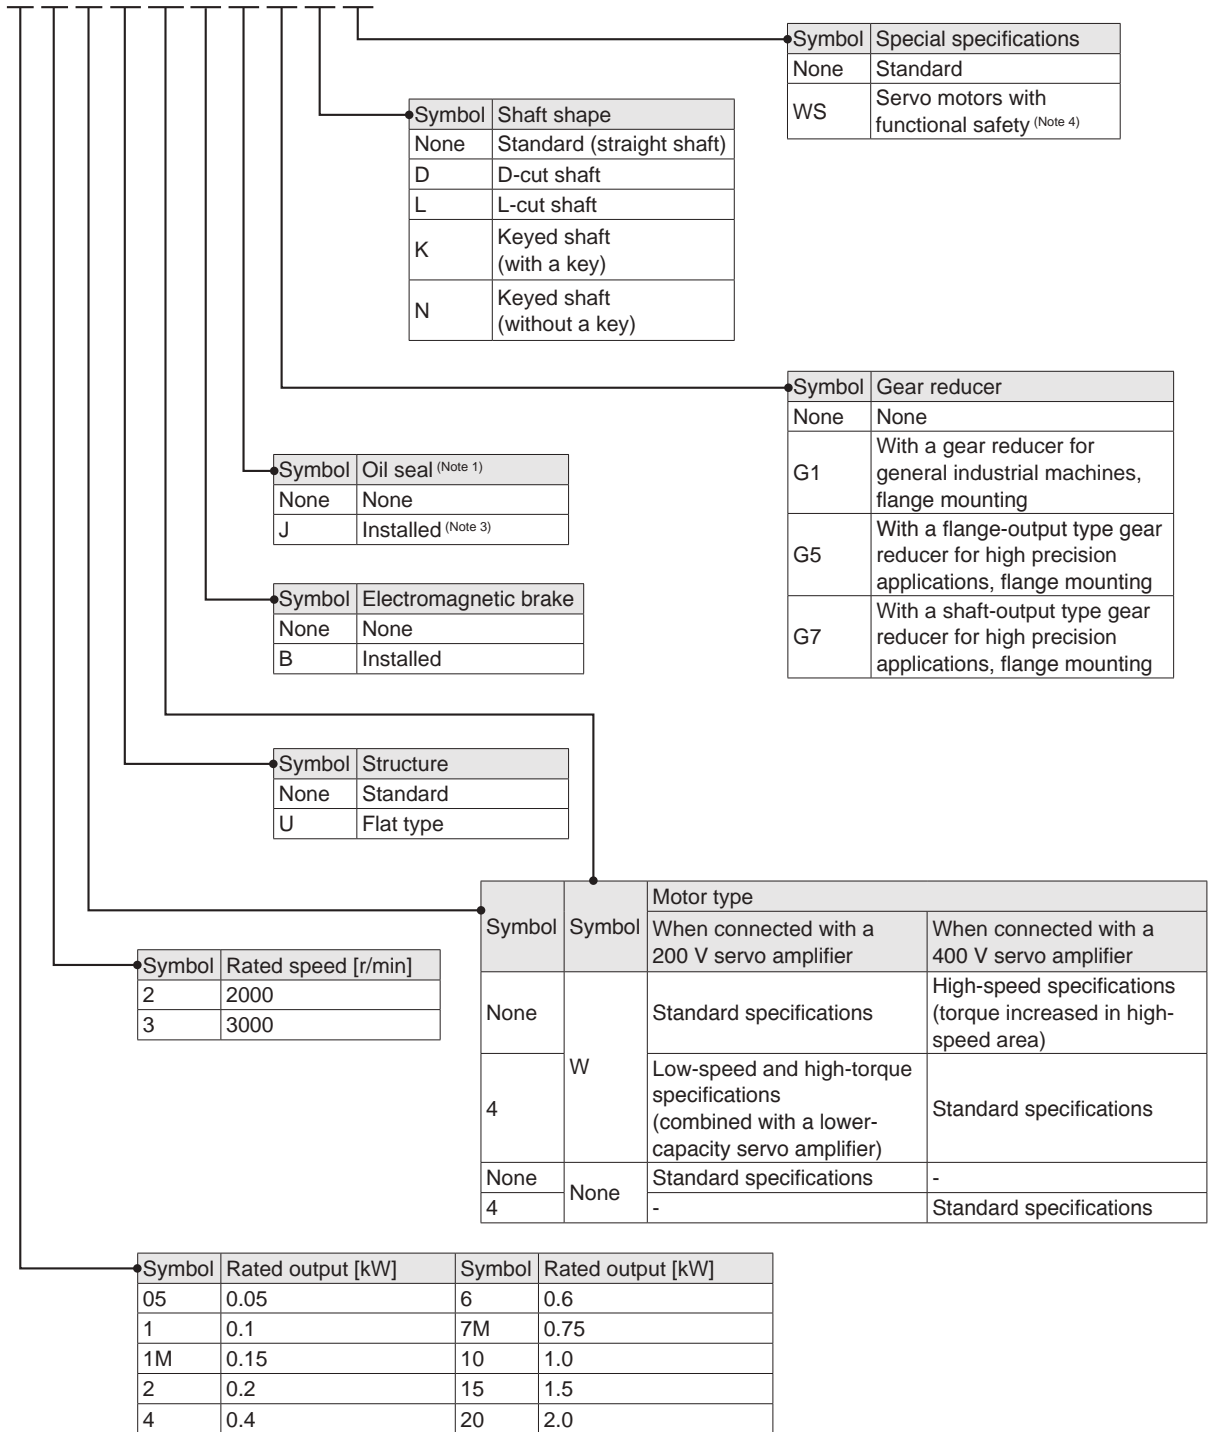 Symbol Special specifications
None Standard
WS Servo motors with
functional safety (Note 4)
Symbol Shaft shape
None Standard (straight shaft)
D D-cut shaft
L L-cut shaft
K Keyed shaft
(with a key)
N Keyed shaft
(without a key)
Symbol Gear reducer
None None
G1 With a gear reducer for
general industrial machines,
flange mounting
G5 With a flange-output type gear
reducer for high precision
applications, flange mounting
G7 With a shaft-output type gear
reducer for high precision
applications, flange mounting
Symbol Oil seal (Note 1)
None None
J Installed (Note 3)
Symbol Electromagnetic brake
None None
B Installed
Symbol Structure
None Standard
U Flat type
Symbol Symbol Motor type
When connected with a
200 V servo amplifier
When connected with a
400 V servo amplifier
None W Standard specifications
High-speed specifications
(torque increased in high-
speed area)
4 Low-speed and high-torque
specifications
(combined with a lower-
capacity servo amplifier)
Standard specifications
None None Standard specifications -
4 - Standard specifications
Symbol Rated speed [r/min]
2 2000
3 3000
Symbol Rated output [kW] Symbol Rated output [kW]
05 0.05 6 0.6
1 0.1 7M 0.75
1M 0.15 10 1.0
2 0.2 15 1.5
4 0.4 20 2.0